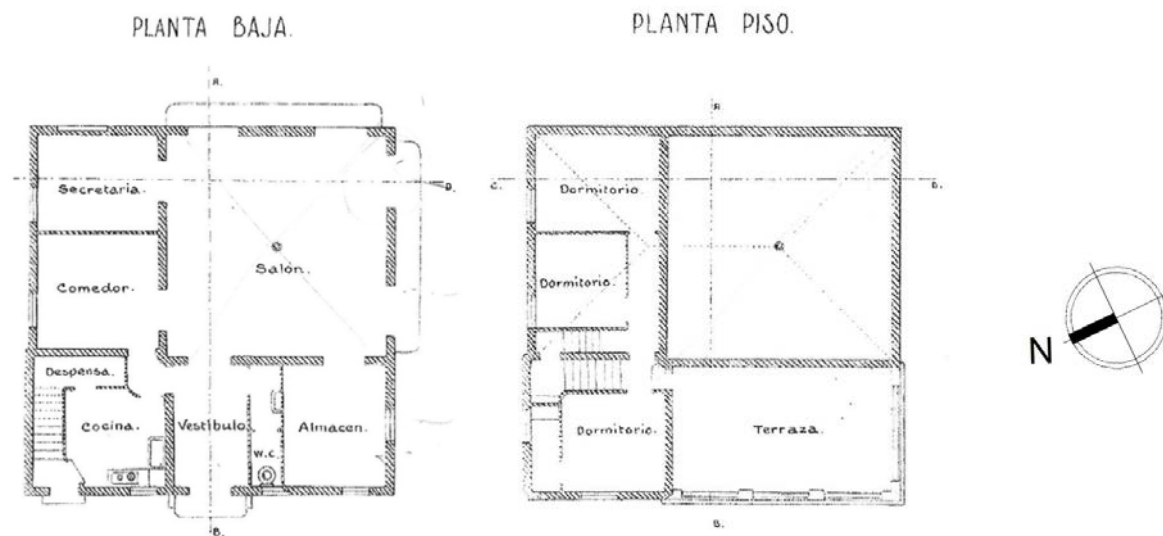 PLANTA BAJA.
A.
Secretaria.
D.
Comedor.
Salón.
Despensa.
Cocina.
Vestíbulo.
W.C.
Almacen.
B.
PLANTA PISO.
A.
C.
Dormitorio.
D.
Dormitorio.
Dormitorio.
Terraza.
B.
N